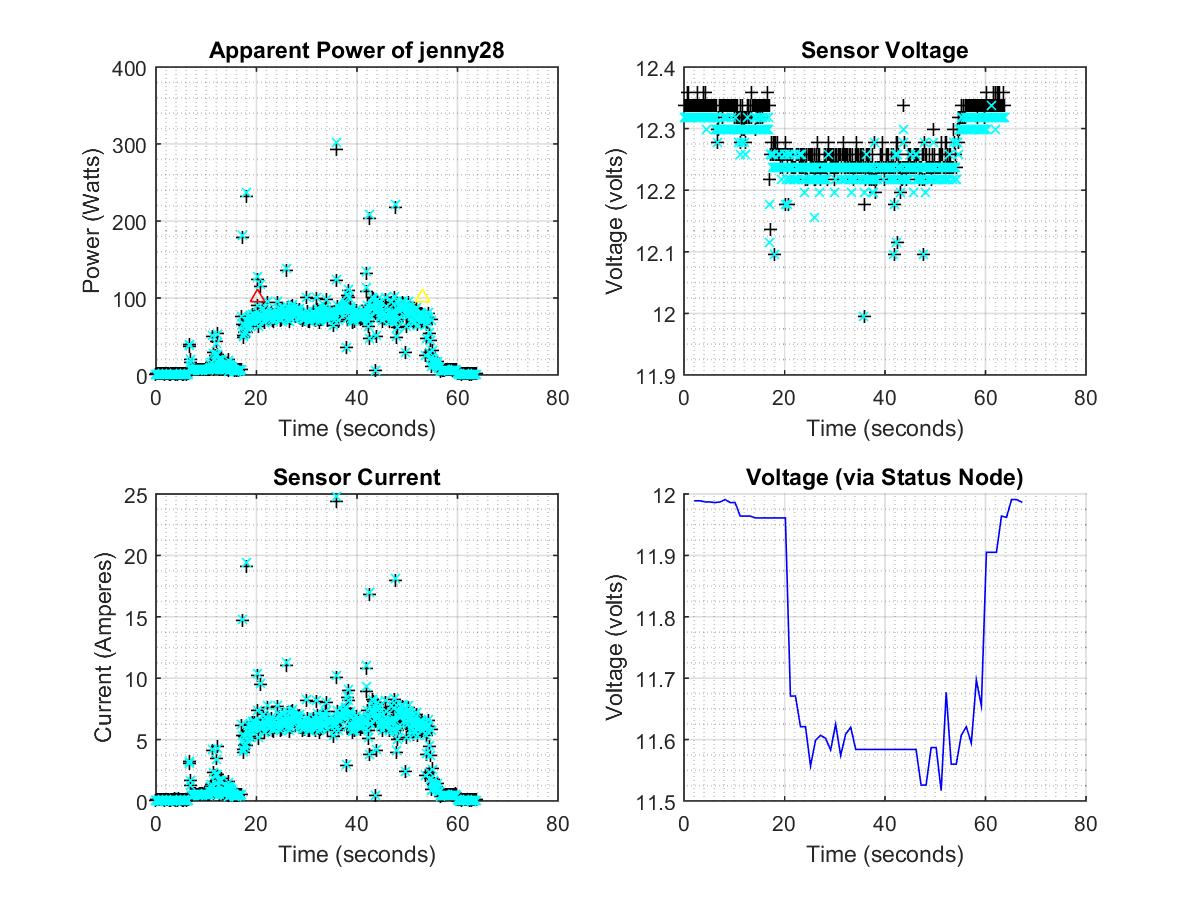 Apparent Power of jenny28
400
300
200
100
0
Power (Watts)
0 20 40 60 80
Time (seconds)
Sensor Voltage
12.4
12.3
12.2
12.1
12
11.9
Voltage (volts)
0 20 40 60 80
Time (seconds)
Sensor Current
25
20
15
10
5
0
Current (Amperes)
0 20 40 60 80
Time (seconds)
Voltage (via Status Node)
12
11.9
11.8
11.7
11.6
11.5
Voltage (volts)
0 20 40 60 80
Time (seconds)